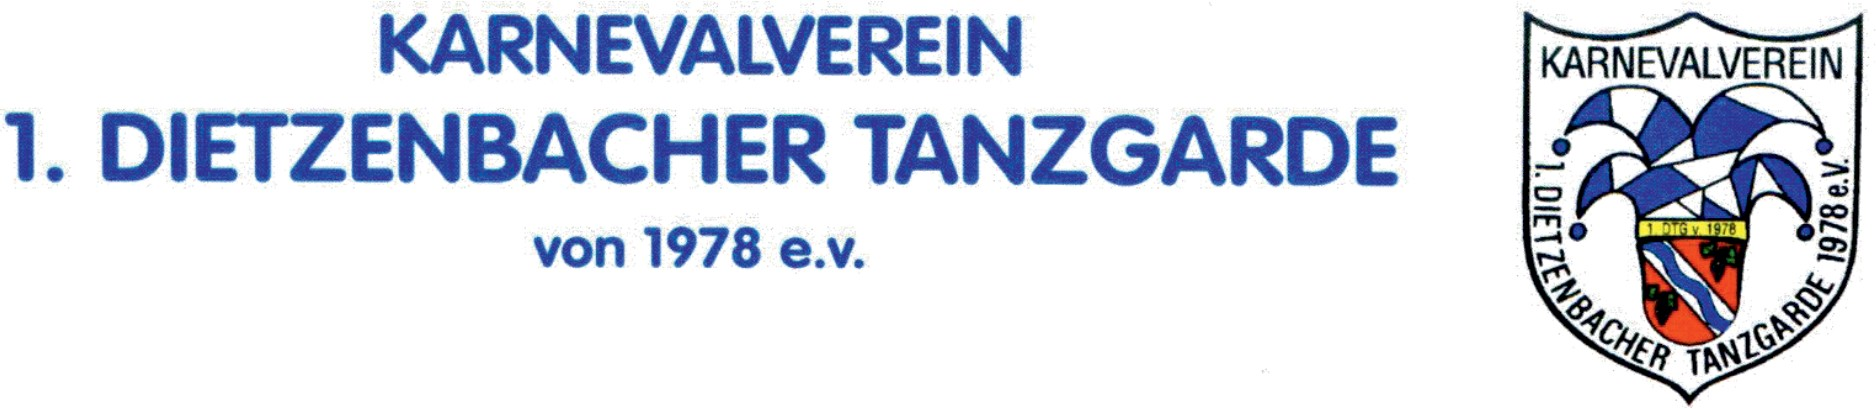 KARNEVALVEREIN
1. DIETZENBACHER TANZGARDE
von 1978 e.v.
KARNEVALVEREIN
1. DTG v. 1978
1. DIETZENBACHER TANZGARDE 1978 e.V.